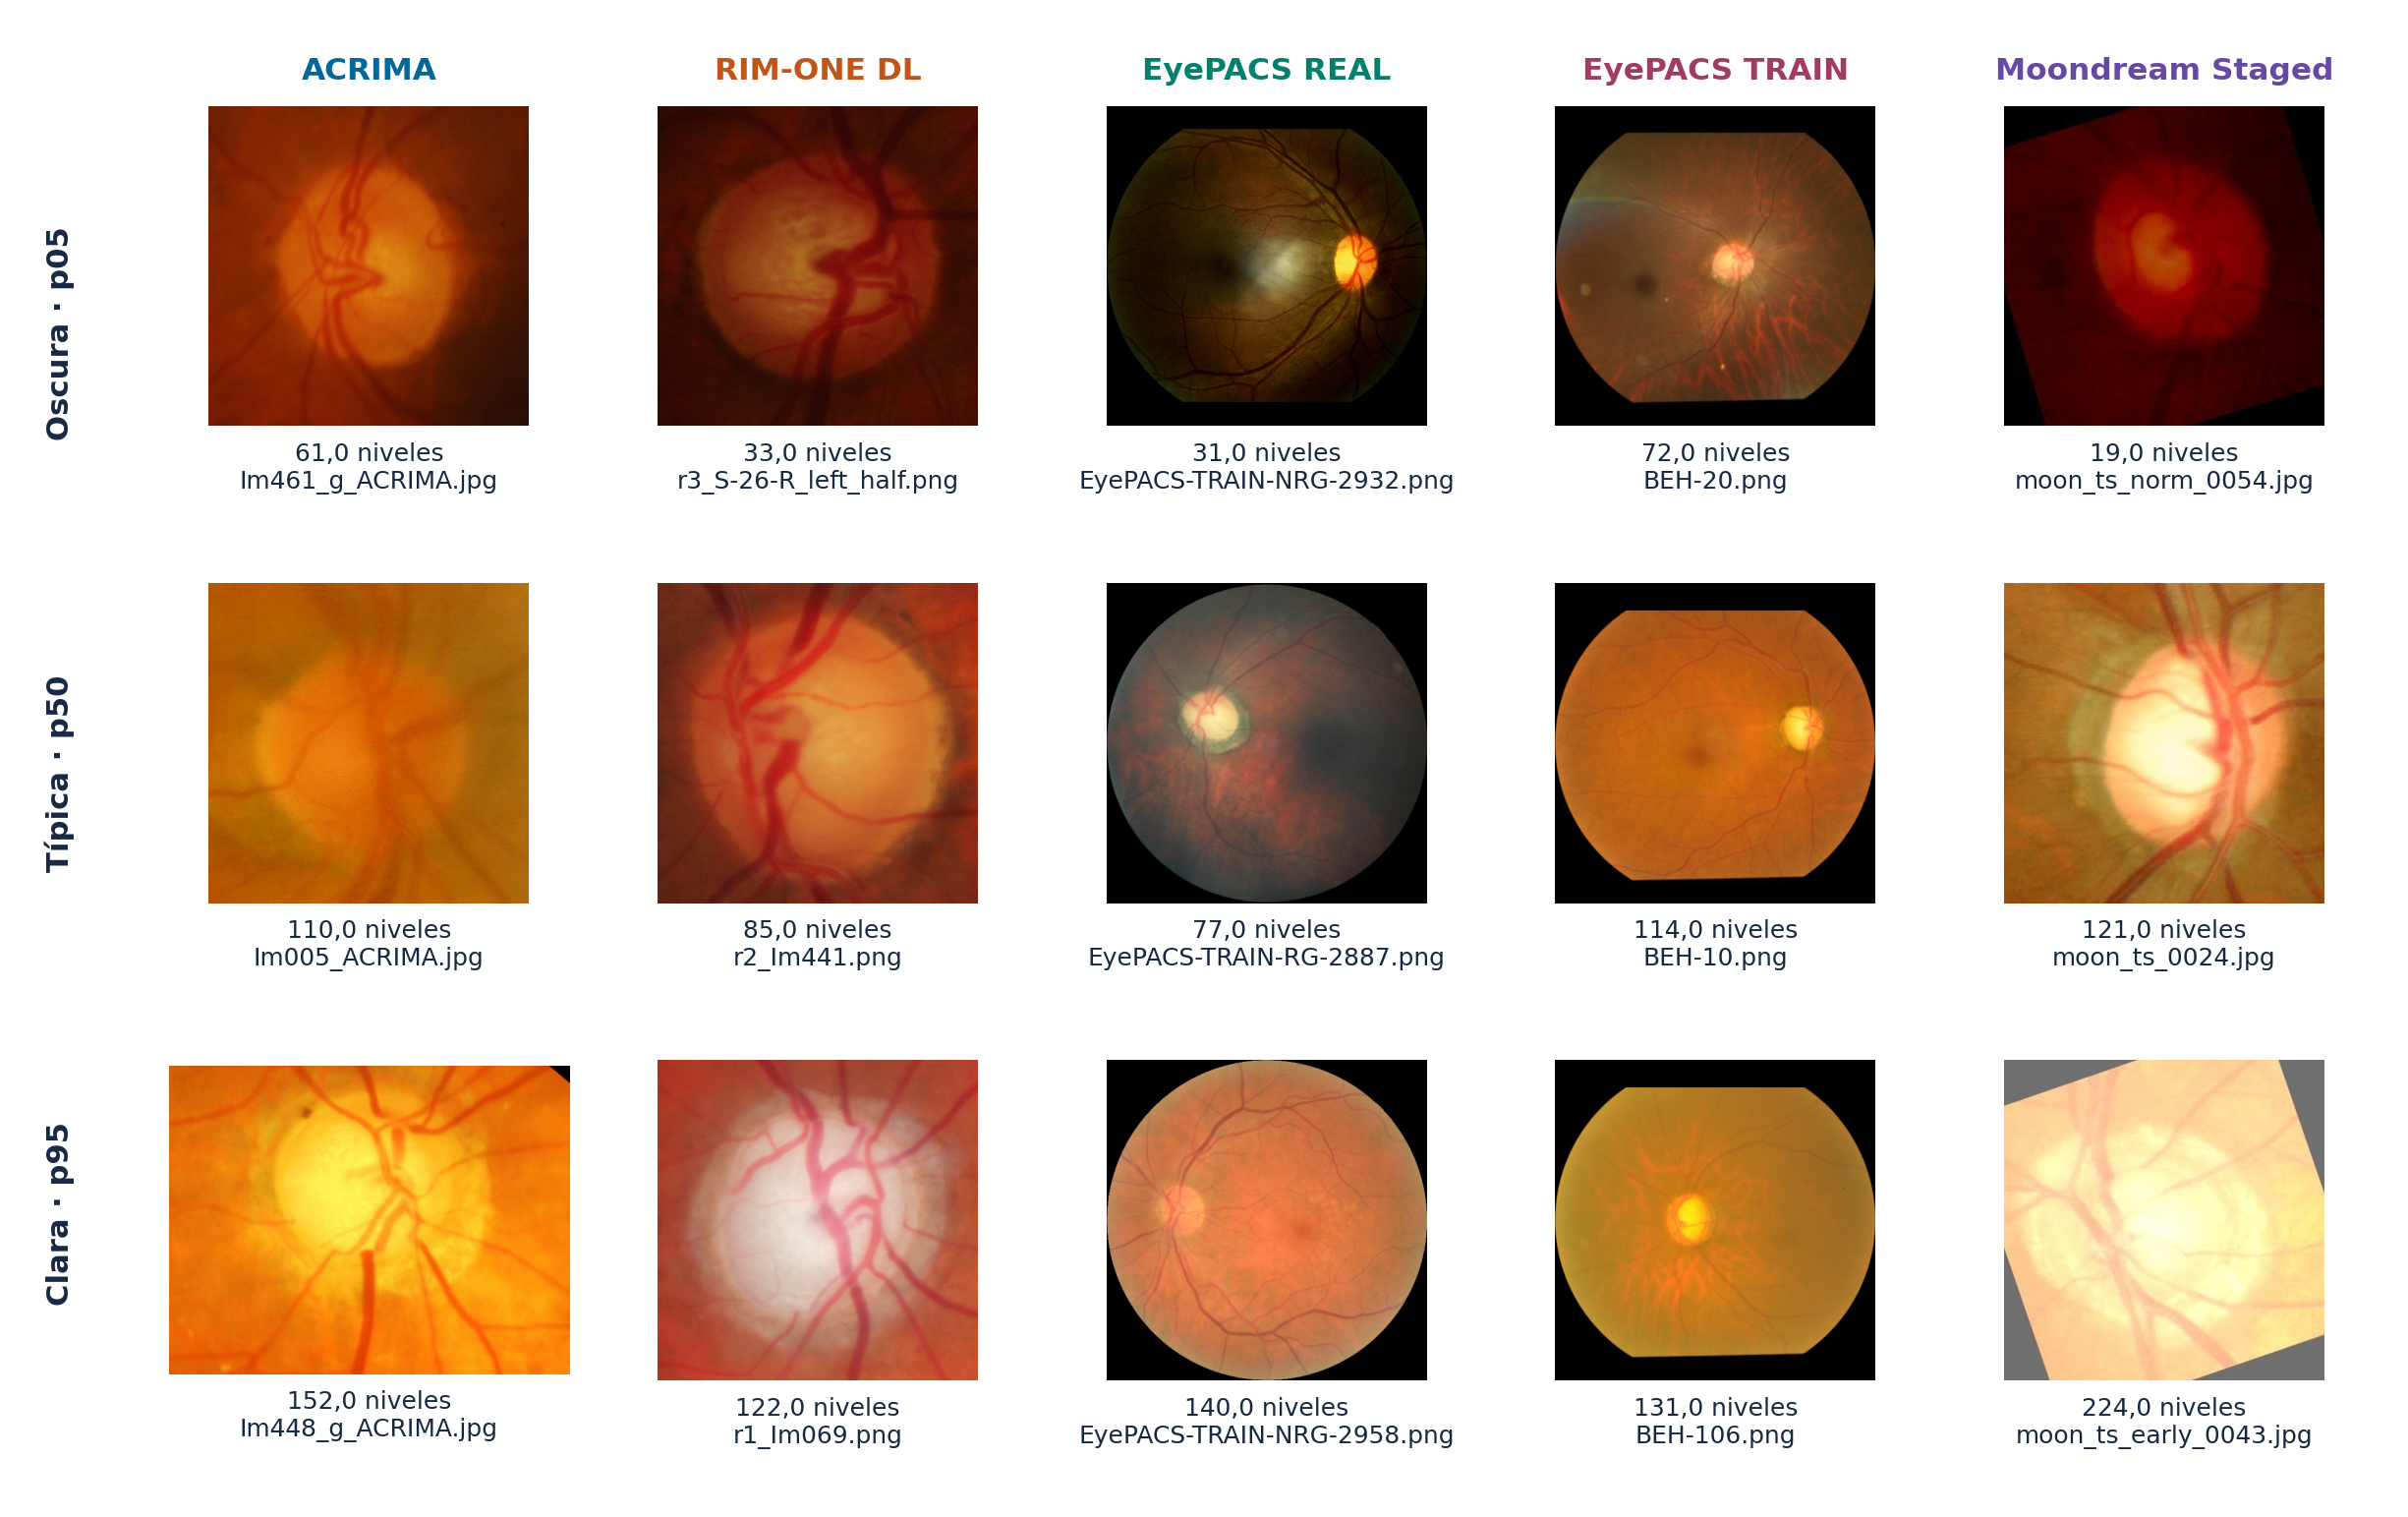 ACRIMA
RIM-ONE DL
EyePACS REAL
EyePACS TRAIN
Moondream Staged
Oscura · p05
61,0 niveles
Im461_g_ACRIMA.jpg
33,0 niveles
r3_S-26-R_left_half.png
31,0 niveles
EyePACS-TRAIN-NRG-2932.png
72,0 niveles
BEH-20.png
19,0 niveles
moon_ts_norm_0054.jpg
Típica · p50
110,0 niveles
Im005_ACRIMA.jpg
85,0 niveles
r2_Im441.png
77,0 niveles
EyePACS-TRAIN-RG-2887.png
114,0 niveles
BEH-10.png
121,0 niveles
moon_ts_0024.jpg
Clara · p95
152,0 niveles
Im448_g_ACRIMA.jpg
122,0 niveles
r1_Im069.png
140,0 niveles
EyePACS-TRAIN-NRG-2958.png
131,0 niveles
BEH-106.png
224,0 niveles
moon_ts_early_0043.jpg